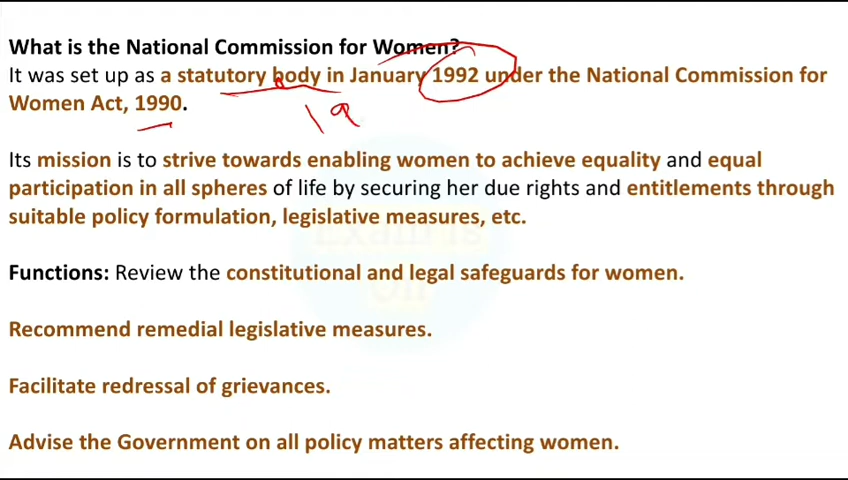 What is the National Commission for Women?
It was set up as a statutory body in January 1992 under the National Commission for
Women Act, 1990.
19
Its mission is to strive towards enabling women to achieve equality and equal
participation in all spheres of life by securing her due rights and entitlements through
suitable policy formulation, legislative measures, etc.
Exam is
On
Functions: Review the constitutional and legal safeguards for women.
Recommend remedial legislative measures.
Facilitate redressal of grievances.
Advise the Government on all policy matters affecting women.